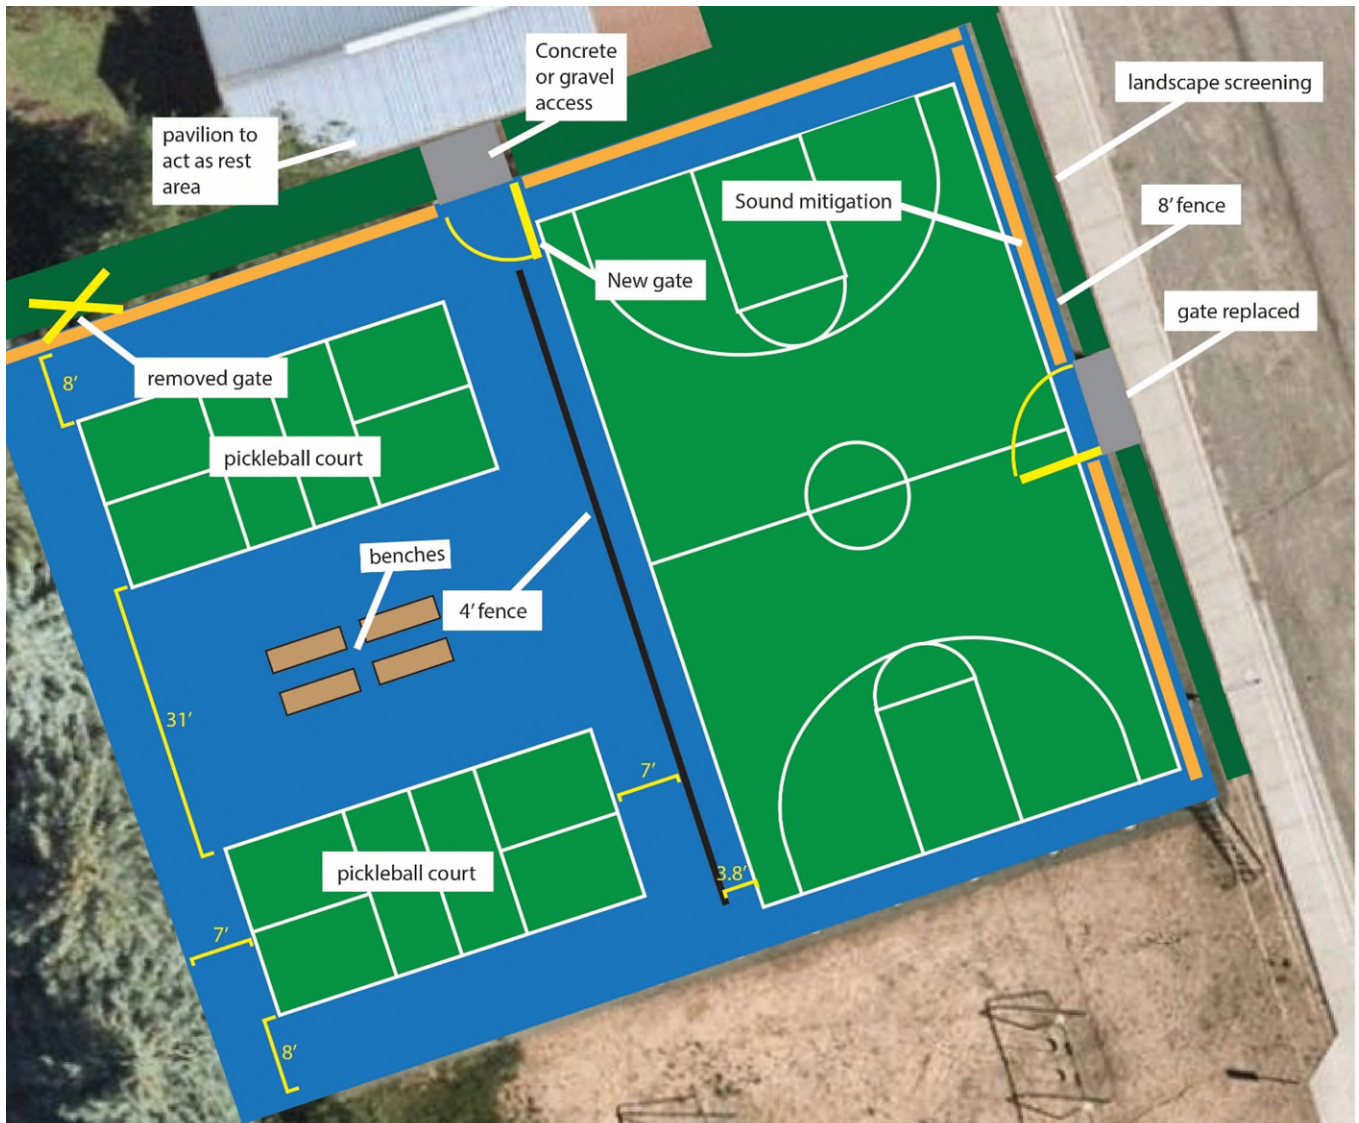 Concrete
or gravel
access
landscape screening
pavilion to
act as rest
area
Sound mitigation
8’ fence
New gate
gate replaced
8’
removed gate
pickleball court
benches
4’ fence
31’
7’
pickleball court
3.8’
7’
8’